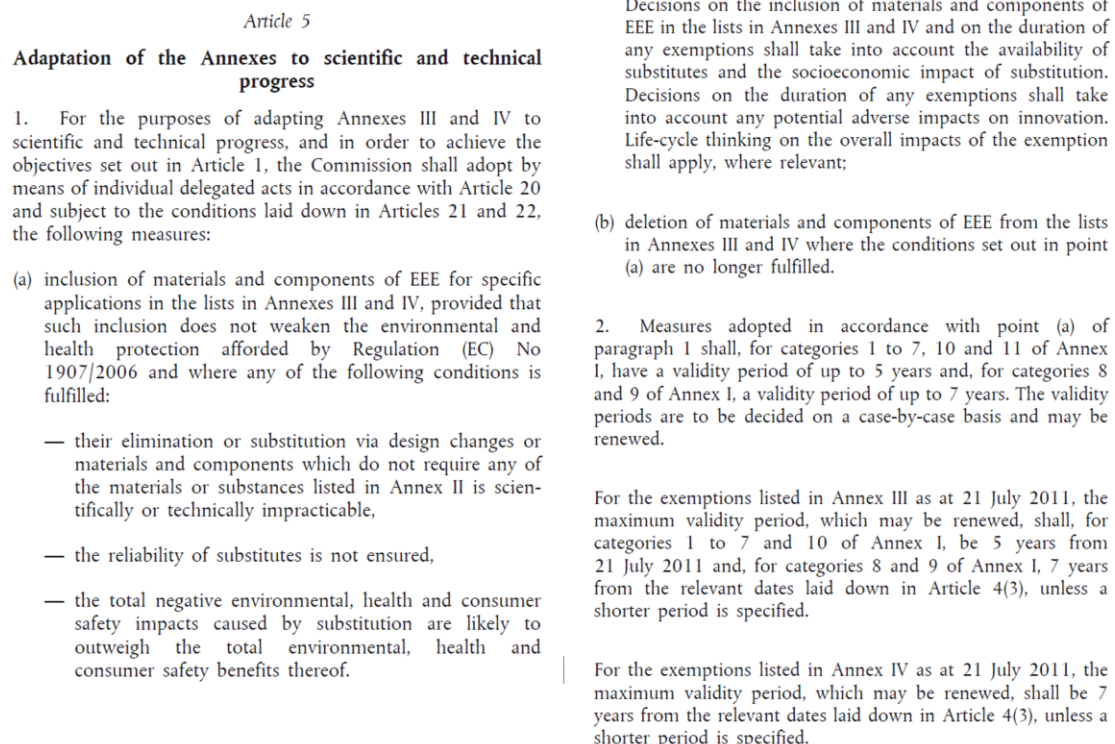 Article 5
Adaptation of the Annexes to scientific and technical
progress
1. For the purposes of adapting Annexes III and IV to
scientific and technical progress, and in order to achieve the
objectives set out in Article 1, the Commission shall adopt by
means of individual delegated acts in accordance with Article 20
and subject to the conditions laid down in Articles 21 and 22,
the following measures:
(a) inclusion of materials and components of EEE for specific
applications in the lists in Annexes III and IV, provided that
such inclusion does not weaken the environmental and
health protection afforded by Regulation (EC) No
1907/2006 and where any of the following conditions is
fulfilled:
— their elimination or substitution via design changes or
materials and components which do not require any of
the materials or substances listed in Annex II is scien-
tifically or technically impracticable,
— the reliability of substitutes is not ensured,
— the total negative environmental, health and consumer
safety impacts caused by substitution are likely to
outweigh the total environmental, health and
consumer safety benefits thereof.
Decisions on the inclusion of materials and components of
EEE in the lists in Annexes III and IV and on the duration of
any exemptions shall take into account the availability of
substitutes and the socioeconomic impact of substitution.
Decisions on the duration of any exemptions shall take
into account any potential adverse impacts on innovation.
Life-cycle thinking on the overall impacts of the exemption
shall apply, where relevant;
(b) deletion of materials and components of EEE from the lists
in Annexes III and IV where the conditions set out in point
(a) are no longer fulfilled.
2. Measures adopted in accordance with point (a) of
paragraph 1 shall, for categories 1 to 7, 10 and 11 of Annex
I, have a validity period of up to 5 years and, for categories 8
and 9 of Annex I, a validity period of up to 7 years. The validity
periods are to be decided on a case-by-case basis and may be
renewed.
For the exemptions listed in Annex III as at 21 July 2011, the
maximum validity period, which may be renewed, shall, for
categories 1 to 7 and 10 of Annex I, be 5 years from
21 July 2011 and, for categories 8 and 9 of Annex I, 7 years
from the relevant dates laid down in Article 4(3), unless a
shorter period is specified.
For the exemptions listed in Annex IV as at 21 July 2011, the
maximum validity period, which may be renewed, shall be 7
years from the relevant dates laid down in Article 4(3), unless a
shorter period is specified.